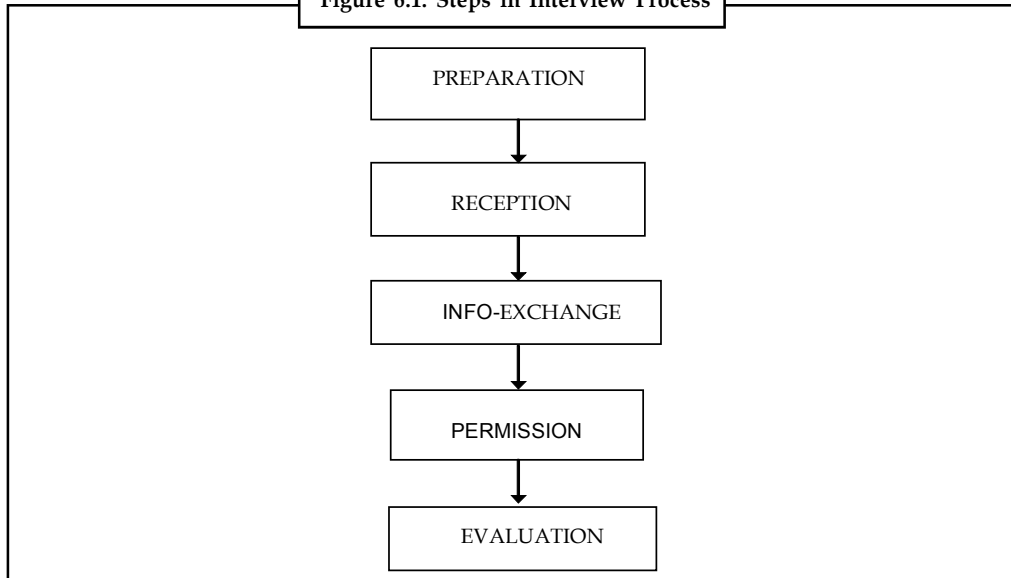 Figure 6.1: Steps in Interview Process
PREPARATION
RECEPTION
INFO-EXCHANGE
PERMISSION
EVALUATION